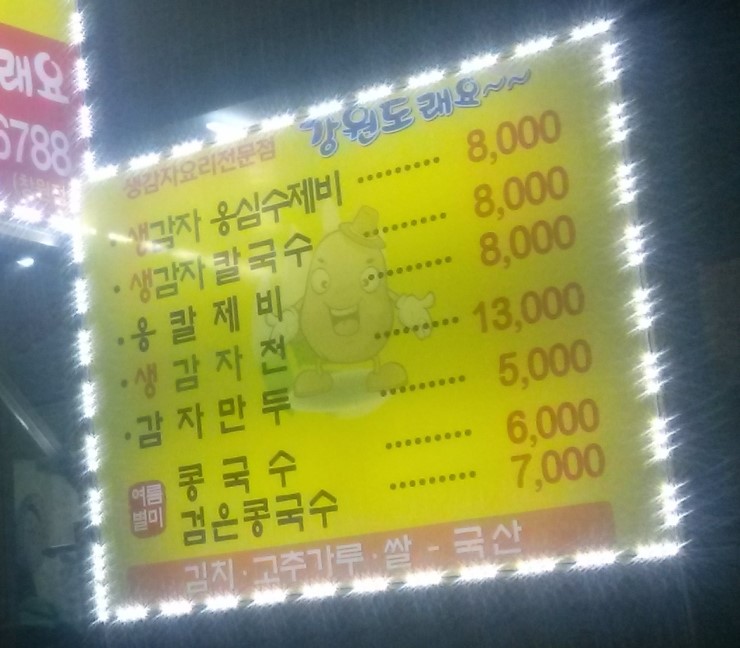 래요
6788
강원도래요~~
생감자요리전문점
·생감자 옹심수제비 ········· 8,000
·생감자 칼국수 ········· 8,000
·옹칼제비 ········· 8,000
·생감자전 ········· 13,000
·감자만두 ········· 5,000
여름별미 콩국수 ········· 6,000
검은콩국수 ········· 7,000
김치·고추가루·쌀 - 국산